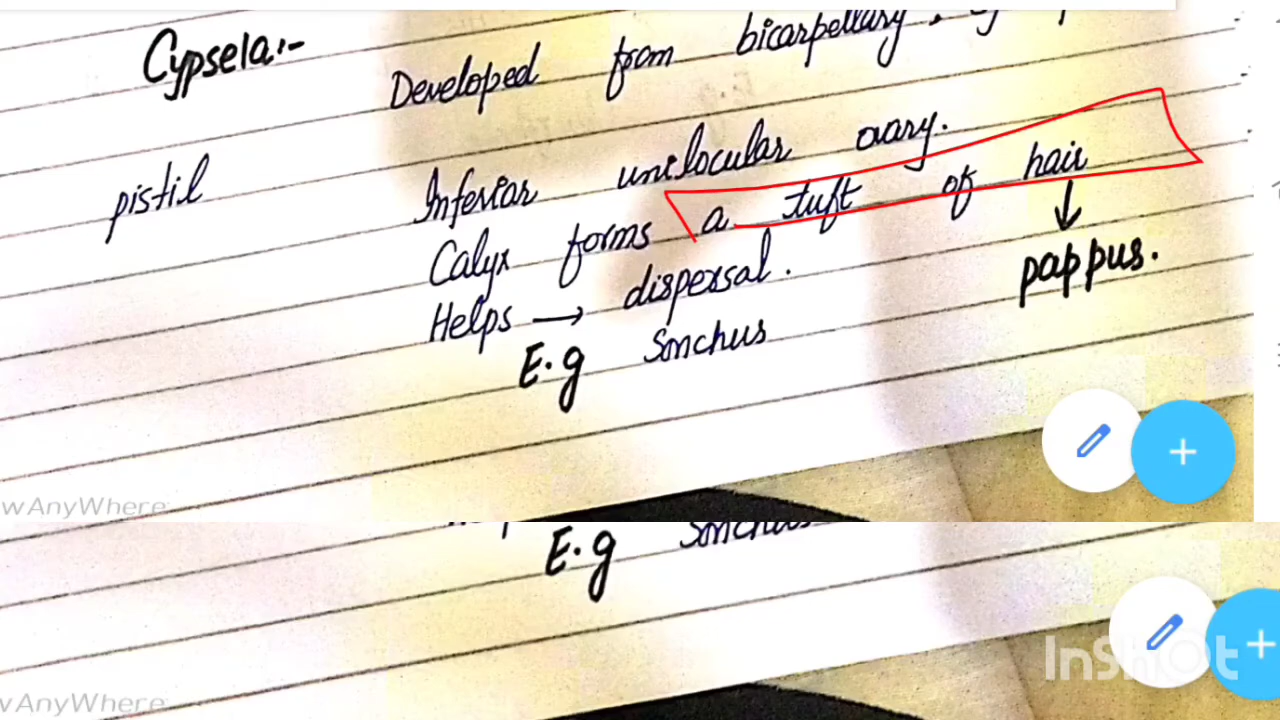 Cypsela:-
Developed from bicarpellary,
pistil Inferior unilocular ovary.
Calyx forms a tuft of hair
Helps → dispersal. pappus.
E.g Sonchus
wAnyWhere
E.g Sonchus
InShOt
wAnyWhere